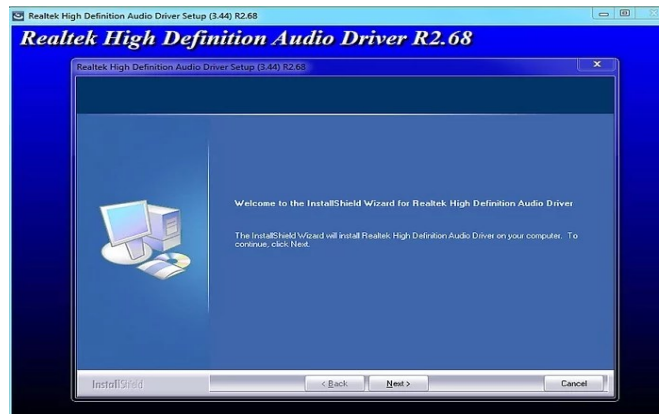 Realtek High Definition Audio Driver Setup (3.44) R2.68
Realtek High Definition Audio Driver R2.68
Realtek High Definition Audio Driver Setup (3.44) R2.68
Welcome to the InstallShield Wizard for Realtek High Definition Audio Driver
The InstallShield Wizard will install Realtek High Definition Audio Driver on your computer. To
continue, click Next.
InstallShield
< Back Next > Cancel